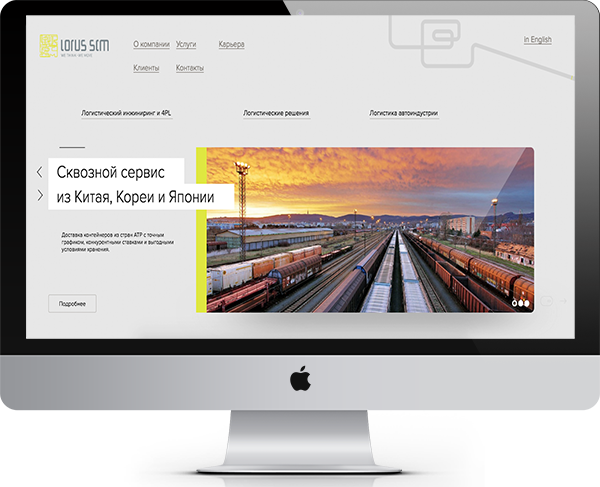 LORUS SCM
WE THINK WE MOVE
О компании Услуги Карьера
In English
Клиенты Контакты
Логистический инжиниринг и 4PL Логистические решения Логистика автоиндустрии
Сквозной сервис
из Китая, Кореи и Японии
Доставка контейнеров из стран АТР с точным
графиком, конкурентными ставками и выгодными
условиями хранения.
Подробнее